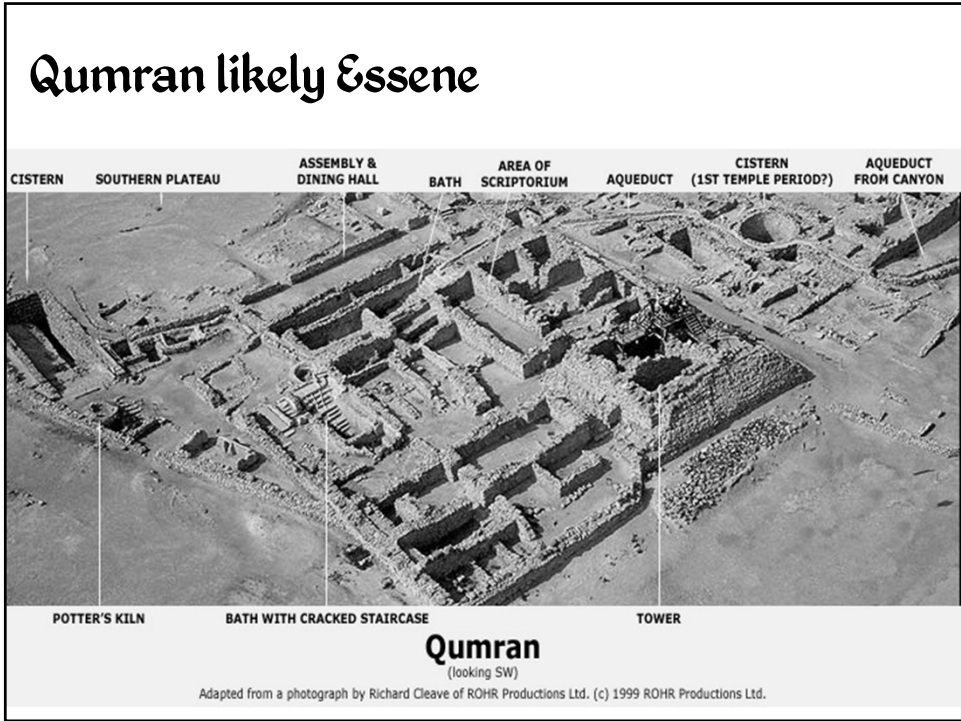 Qumran likely Essene
CISTERN
SOUTHERN PLATEAU
ASSEMBLY &
DINING HALL
BATH
AREA OF
SCRIPTORIUM
AQUEDUCT
CISTERN
(1ST TEMPLE PERIOD?)
AQUEDUCT
FROM CANYON
POTTER'S KILN
BATH WITH CRACKED STAIRCASE
TOWER
Qumran
(looking SW)
Adapted from a photograph by Richard Cleave of ROHR Productions Ltd. (c) 1999 ROHR Productions Ltd.